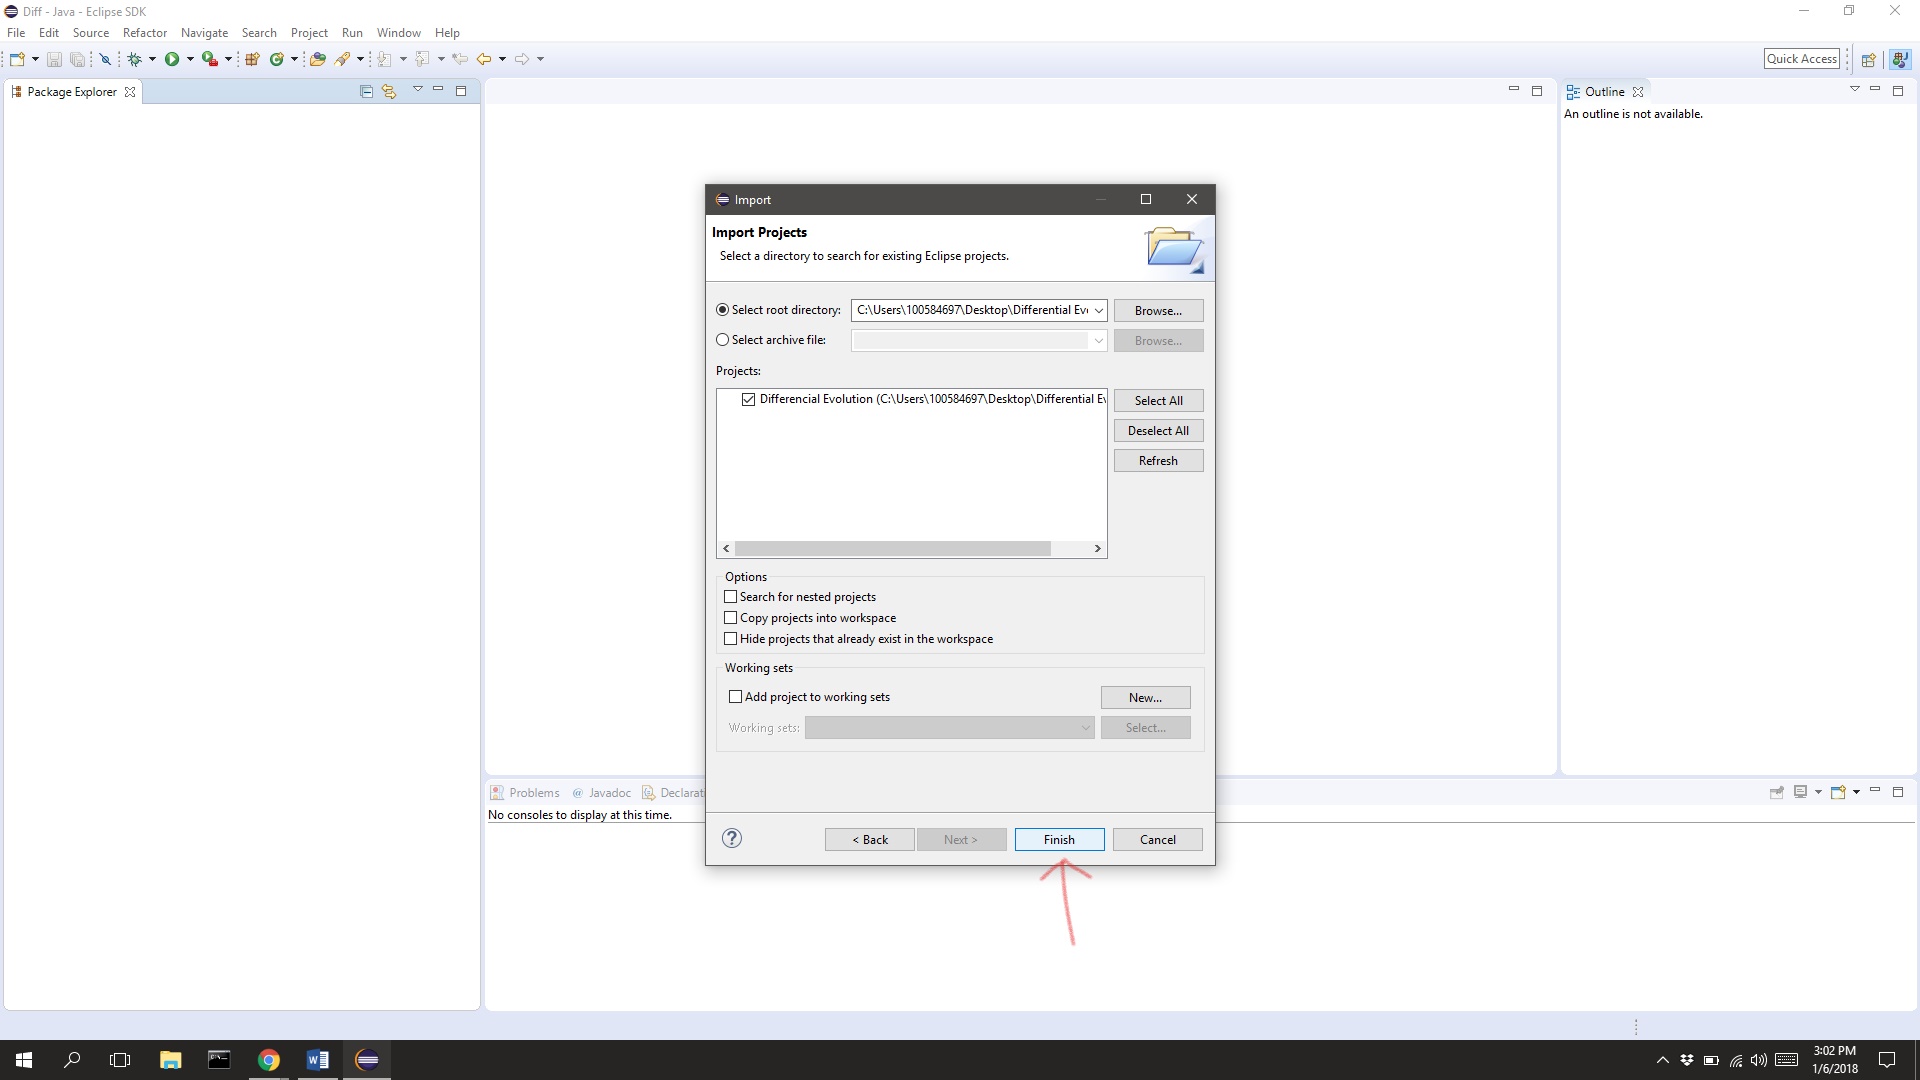 Diff - Java - Eclipse SDK
File Edit Source Refactor Navigate Search Project Run Window Help
Quick Access
Package Explorer
Outline
An outline is not available.
Import
Import Projects
Select a directory to search for existing Eclipse projects.
Select root directory: C:\Users\100584697\Desktop\Differential Ev Browse...
Select archive file: Browse...
Projects:
Differencial Evolution (C:\Users\100584697\Desktop\Differential E
Select All
Deselect All
Refresh
Options
Search for nested projects
Copy projects into workspace
Hide projects that already exist in the workspace
Working sets
Add project to working sets New...
Working sets: Select...
Problems @ Javadoc Declarat
No consoles to display at this time.
? < Back Next > Finish Cancel
3:02 PM
1/6/2018